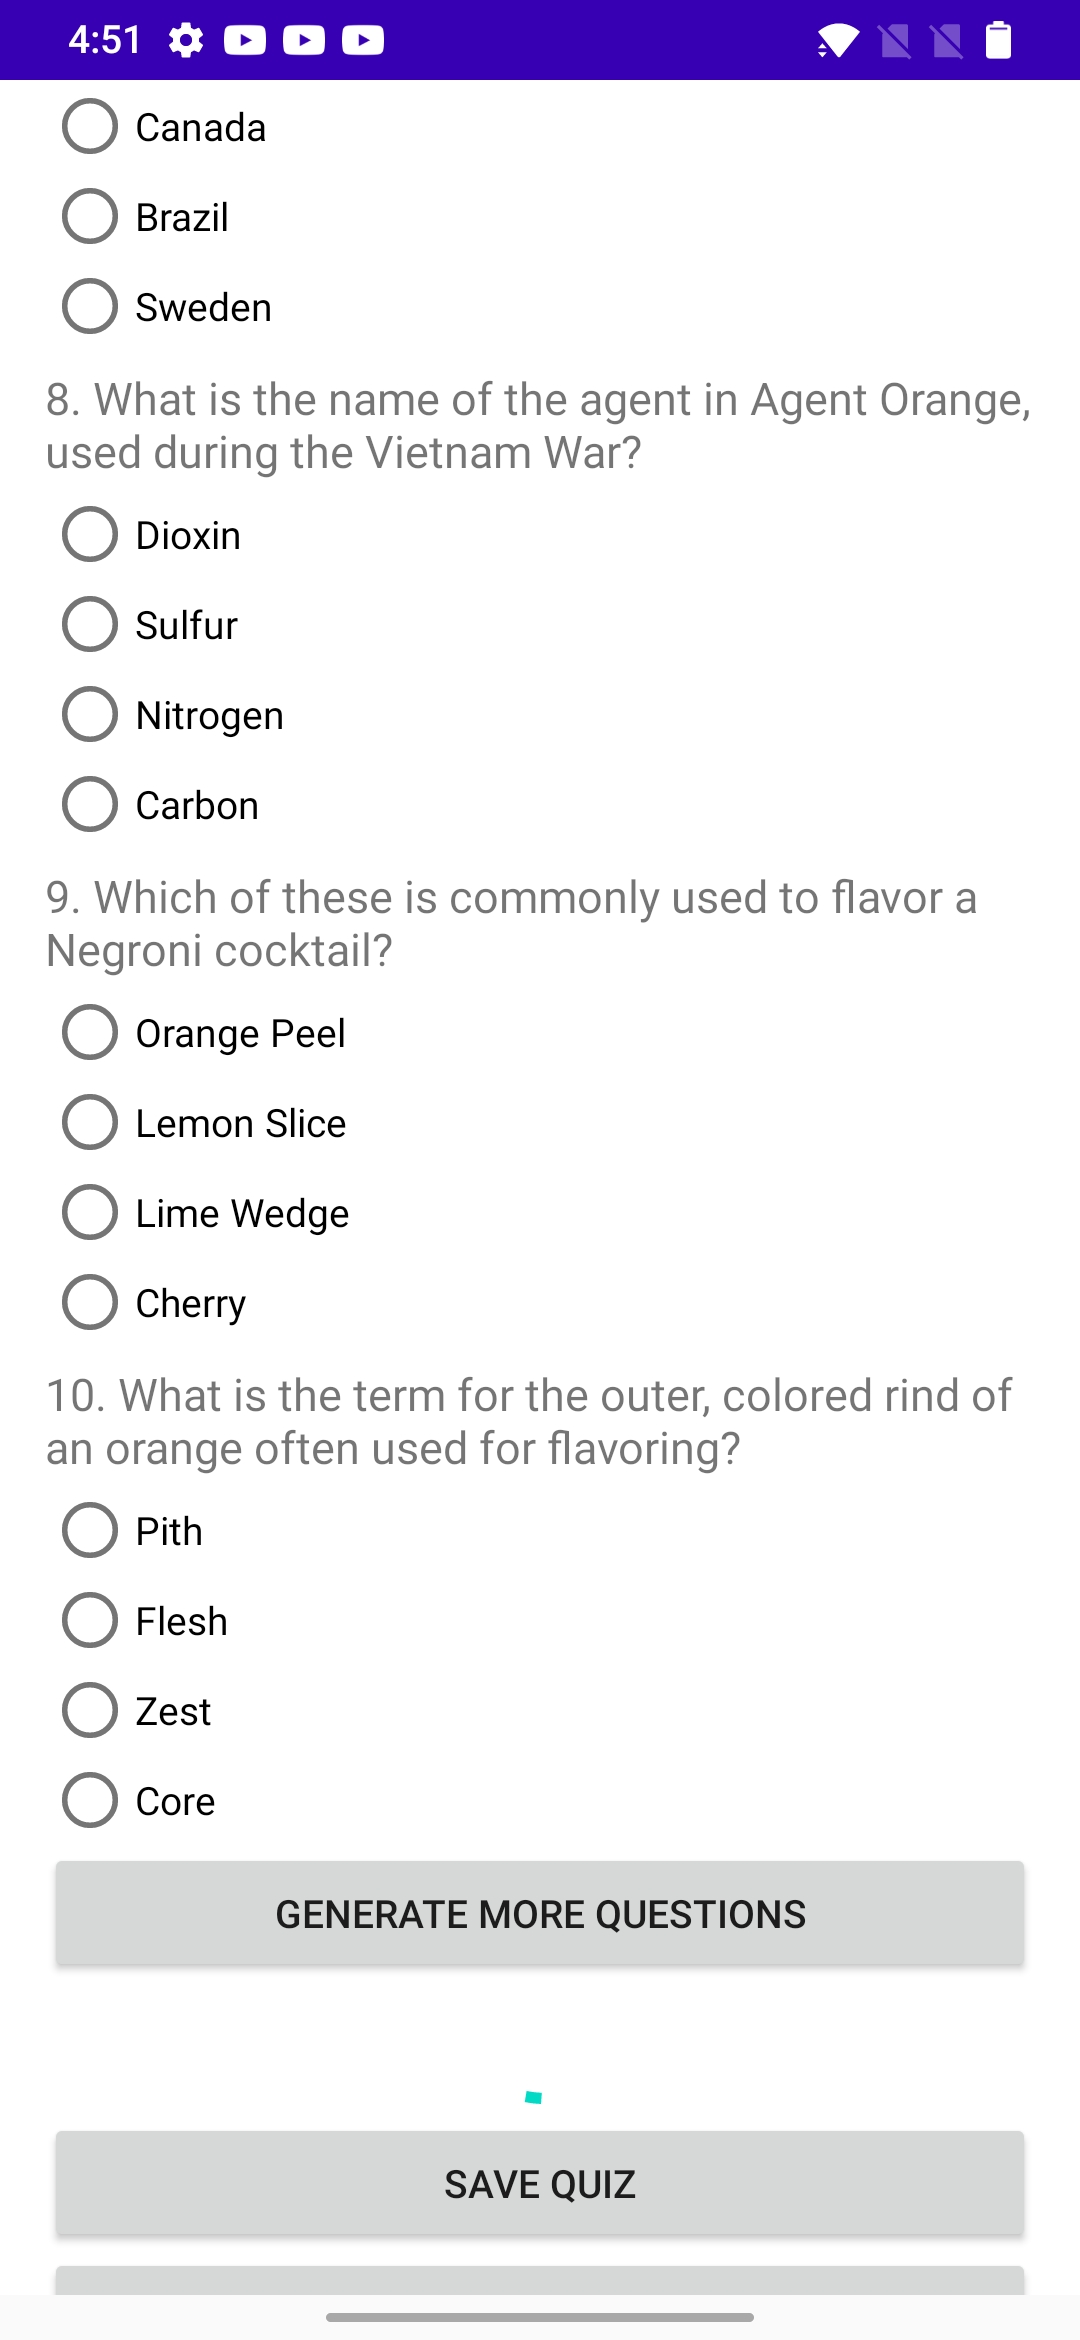 4:51
Canada
Brazil
Sweden
8. What is the name of the agent in Agent Orange,
used during the Vietnam War?
Dioxin
Sulfur
Nitrogen
Carbon
9. Which of these is commonly used to flavor a
Negroni cocktail?
Orange Peel
Lemon Slice
Lime Wedge
Cherry
10. What is the term for the outer, colored rind of
an orange often used for flavoring?
Pith
Flesh
Zest
Core
GENERATE MORE QUESTIONS
SAVE QUIZ